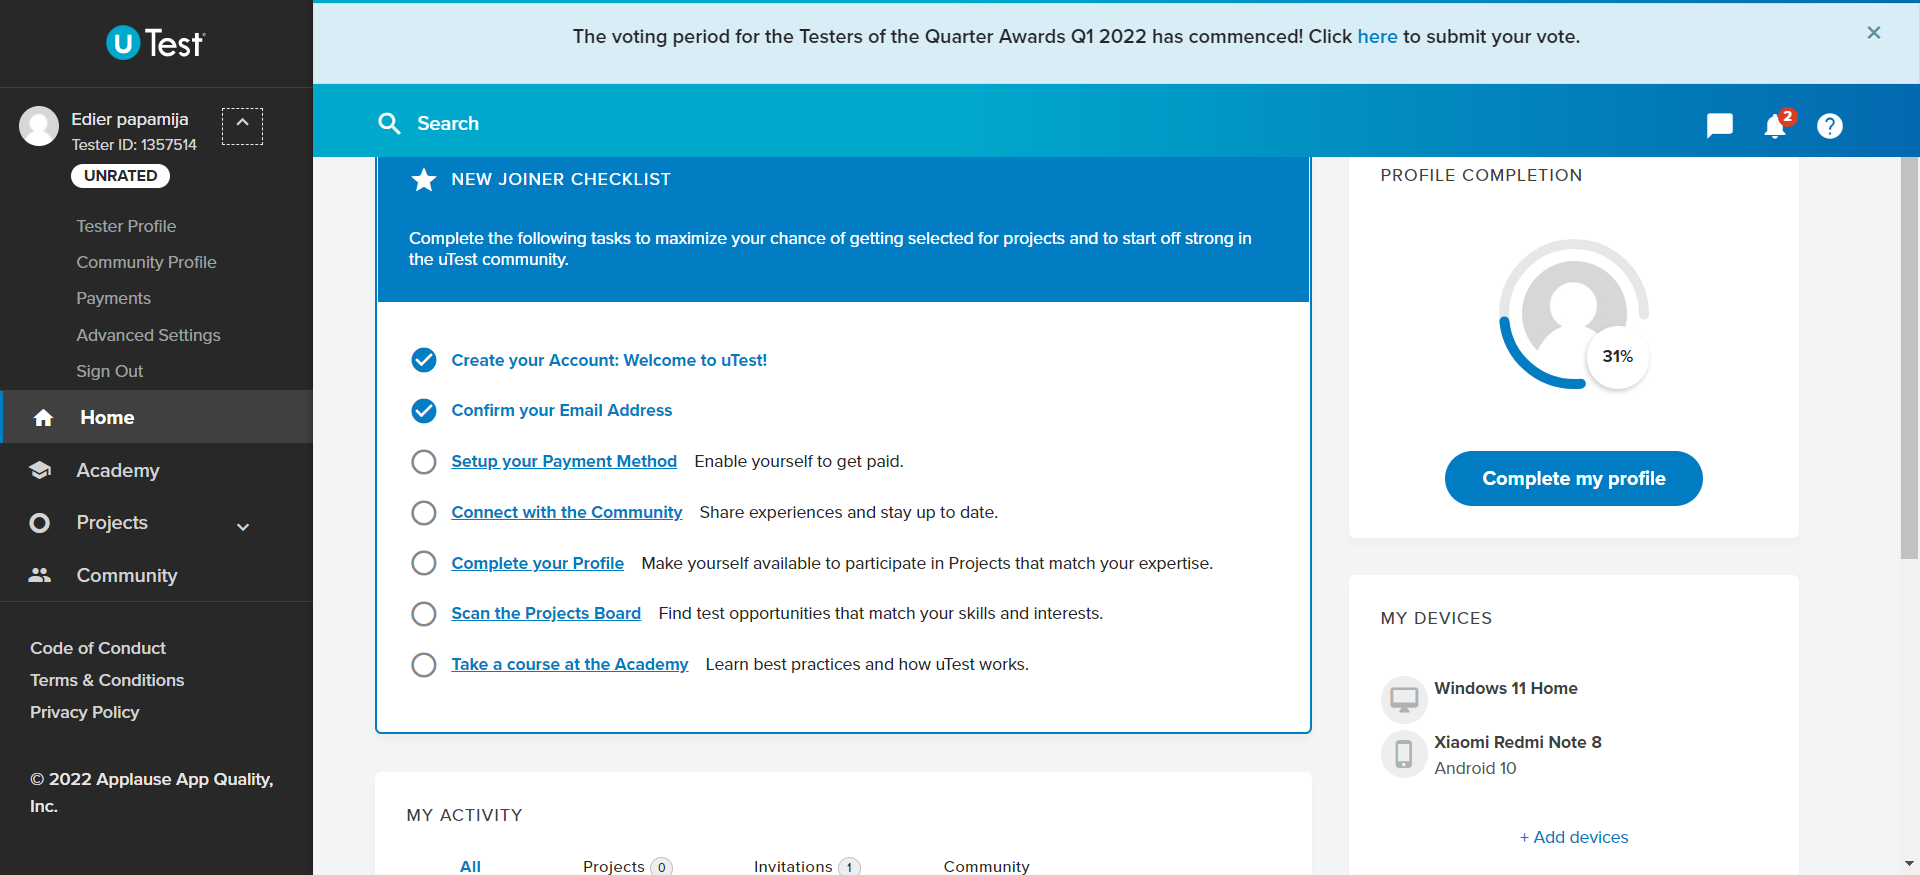 The voting period for the Testers of the Quarter Awards Q1 2022 has commenced! Click here to submit your vote.
×
U Test
Edier papamija
Tester ID: 1357514
UNRATED
Tester Profile
Community Profile
Payments
Advanced Settings
Sign Out
Home
Academy
Projects
Community
Code of Conduct
Terms & Conditions
Privacy Policy
© 2022 Applause App Quality,
Inc.
Search
2
?
NEW JOINER CHECKLIST
Complete the following tasks to maximize your chance of getting selected for projects and to start off strong in
the uTest community.
Create your Account: Welcome to uTest!
Confirm your Email Address
Setup your Payment Method Enable yourself to get paid.
Connect with the Community Share experiences and stay up to date.
Complete your Profile Make yourself available to participate in Projects that match your expertise.
Scan the Projects Board Find test opportunities that match your skills and interests.
Take a course at the Academy Learn best practices and how uTest works.
MY ACTIVITY
All Projects 0 Invitations 1 Community
PROFILE COMPLETION
31%
Complete my profile
MY DEVICES
Windows 11 Home
Xiaomi Redmi Note 8
Android 10
+ Add devices